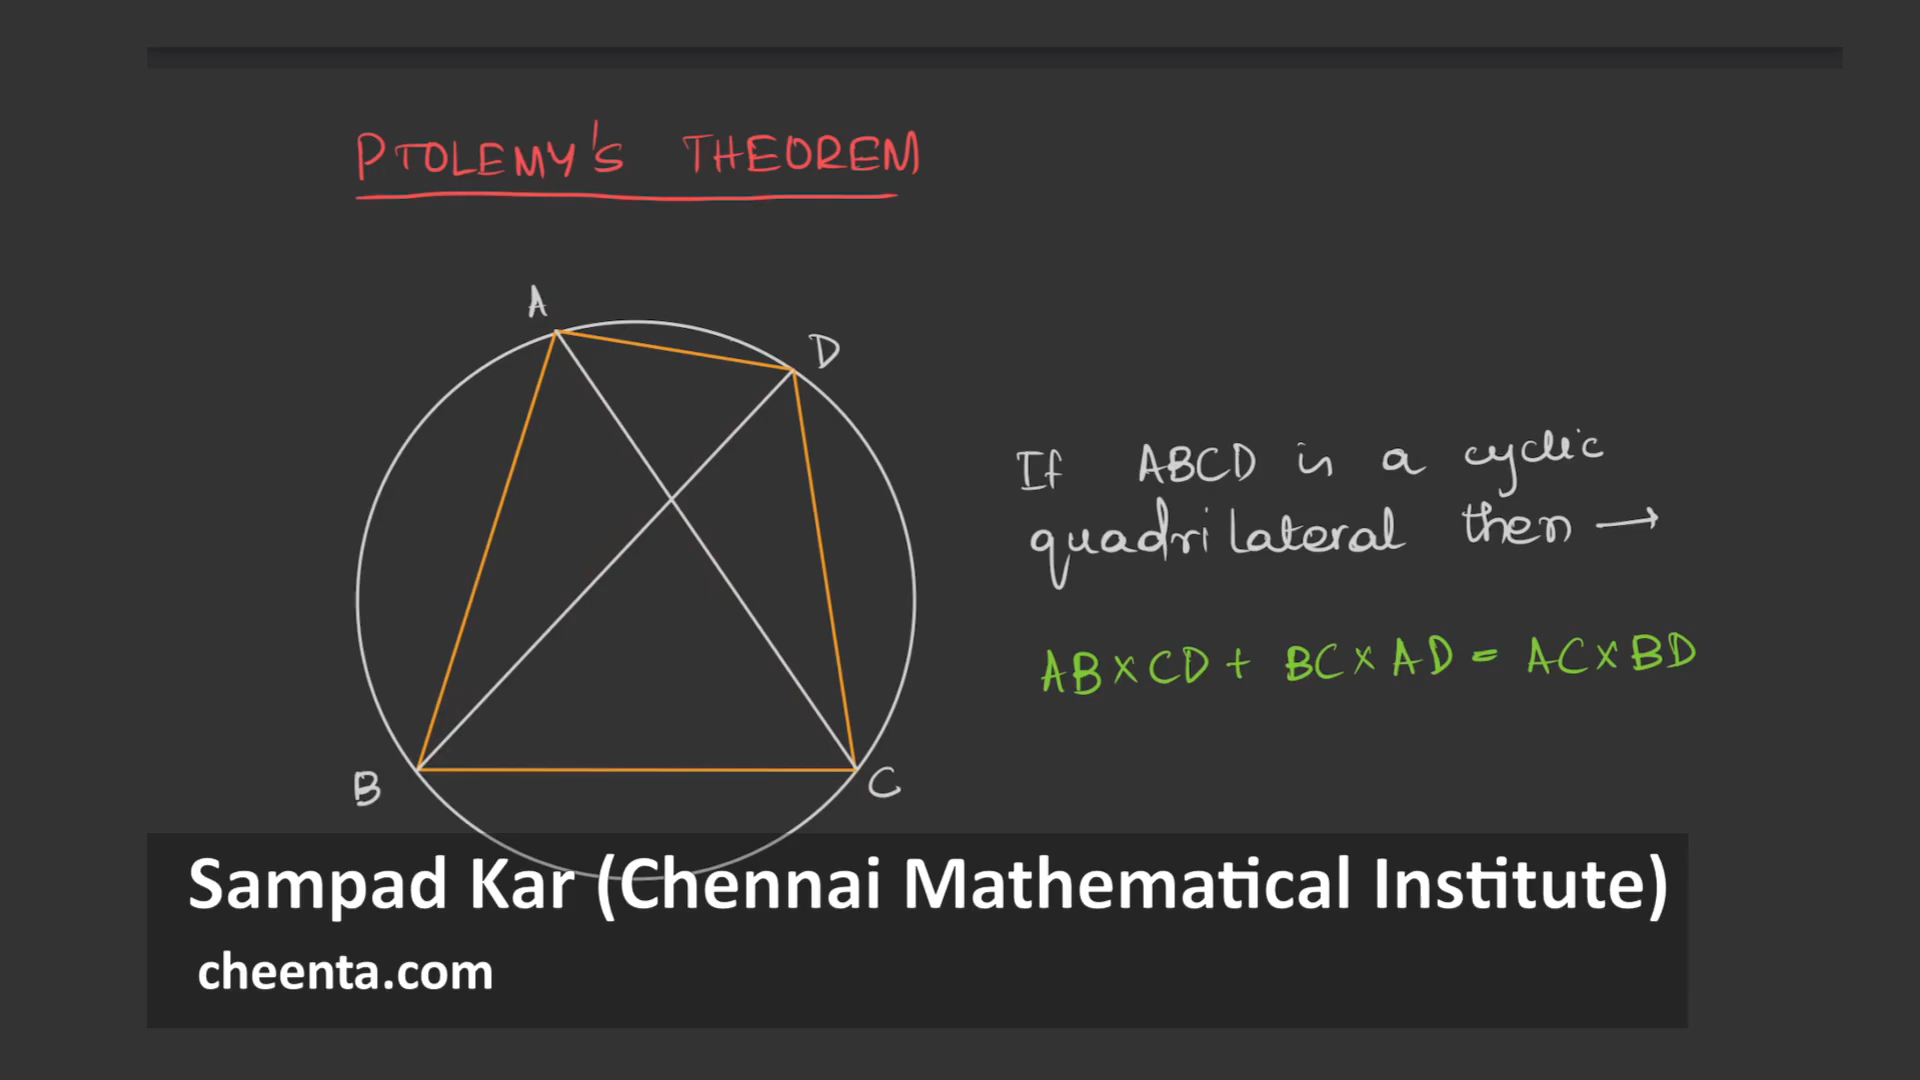 PTOLEMY'S THEOREM
A
D
If ABCD is a cyclic
quadrilateral then →
AB×CD + BC×AD = AC×BD
B
C
Sampad Kar (Chennai Mathematical Institute)
cheenta.com